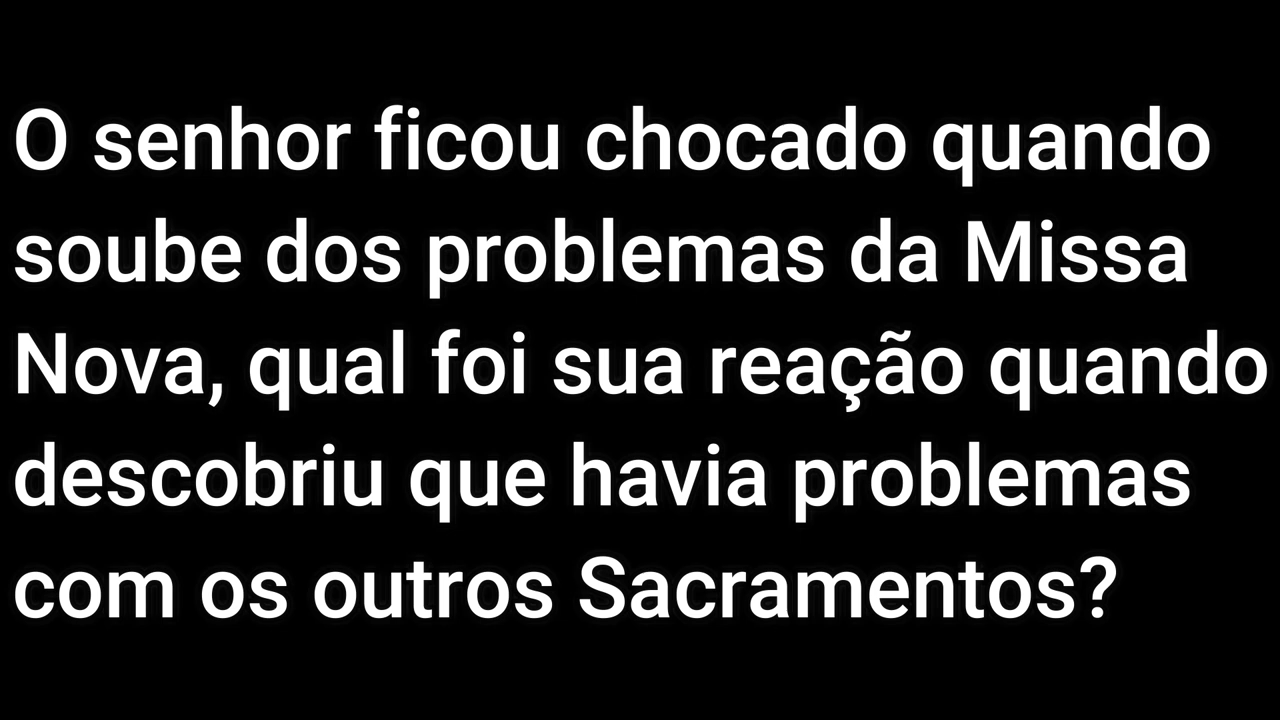 O senhor ficou chocado quando
soube dos problemas da Missa
Nova, qual foi sua reação quando
descobriu que havia problemas
com os outros Sacramentos?